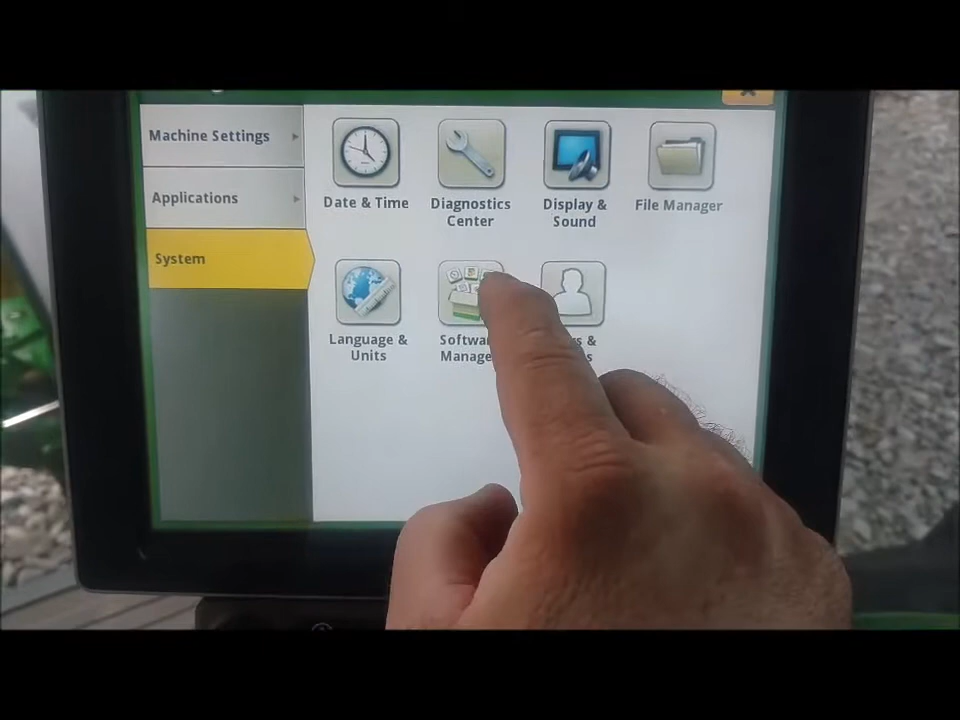 Machine Settings
Applications
System
Date & Time
Diagnostics
Center
Display &
Sound
File Manager
Language &
Units
&